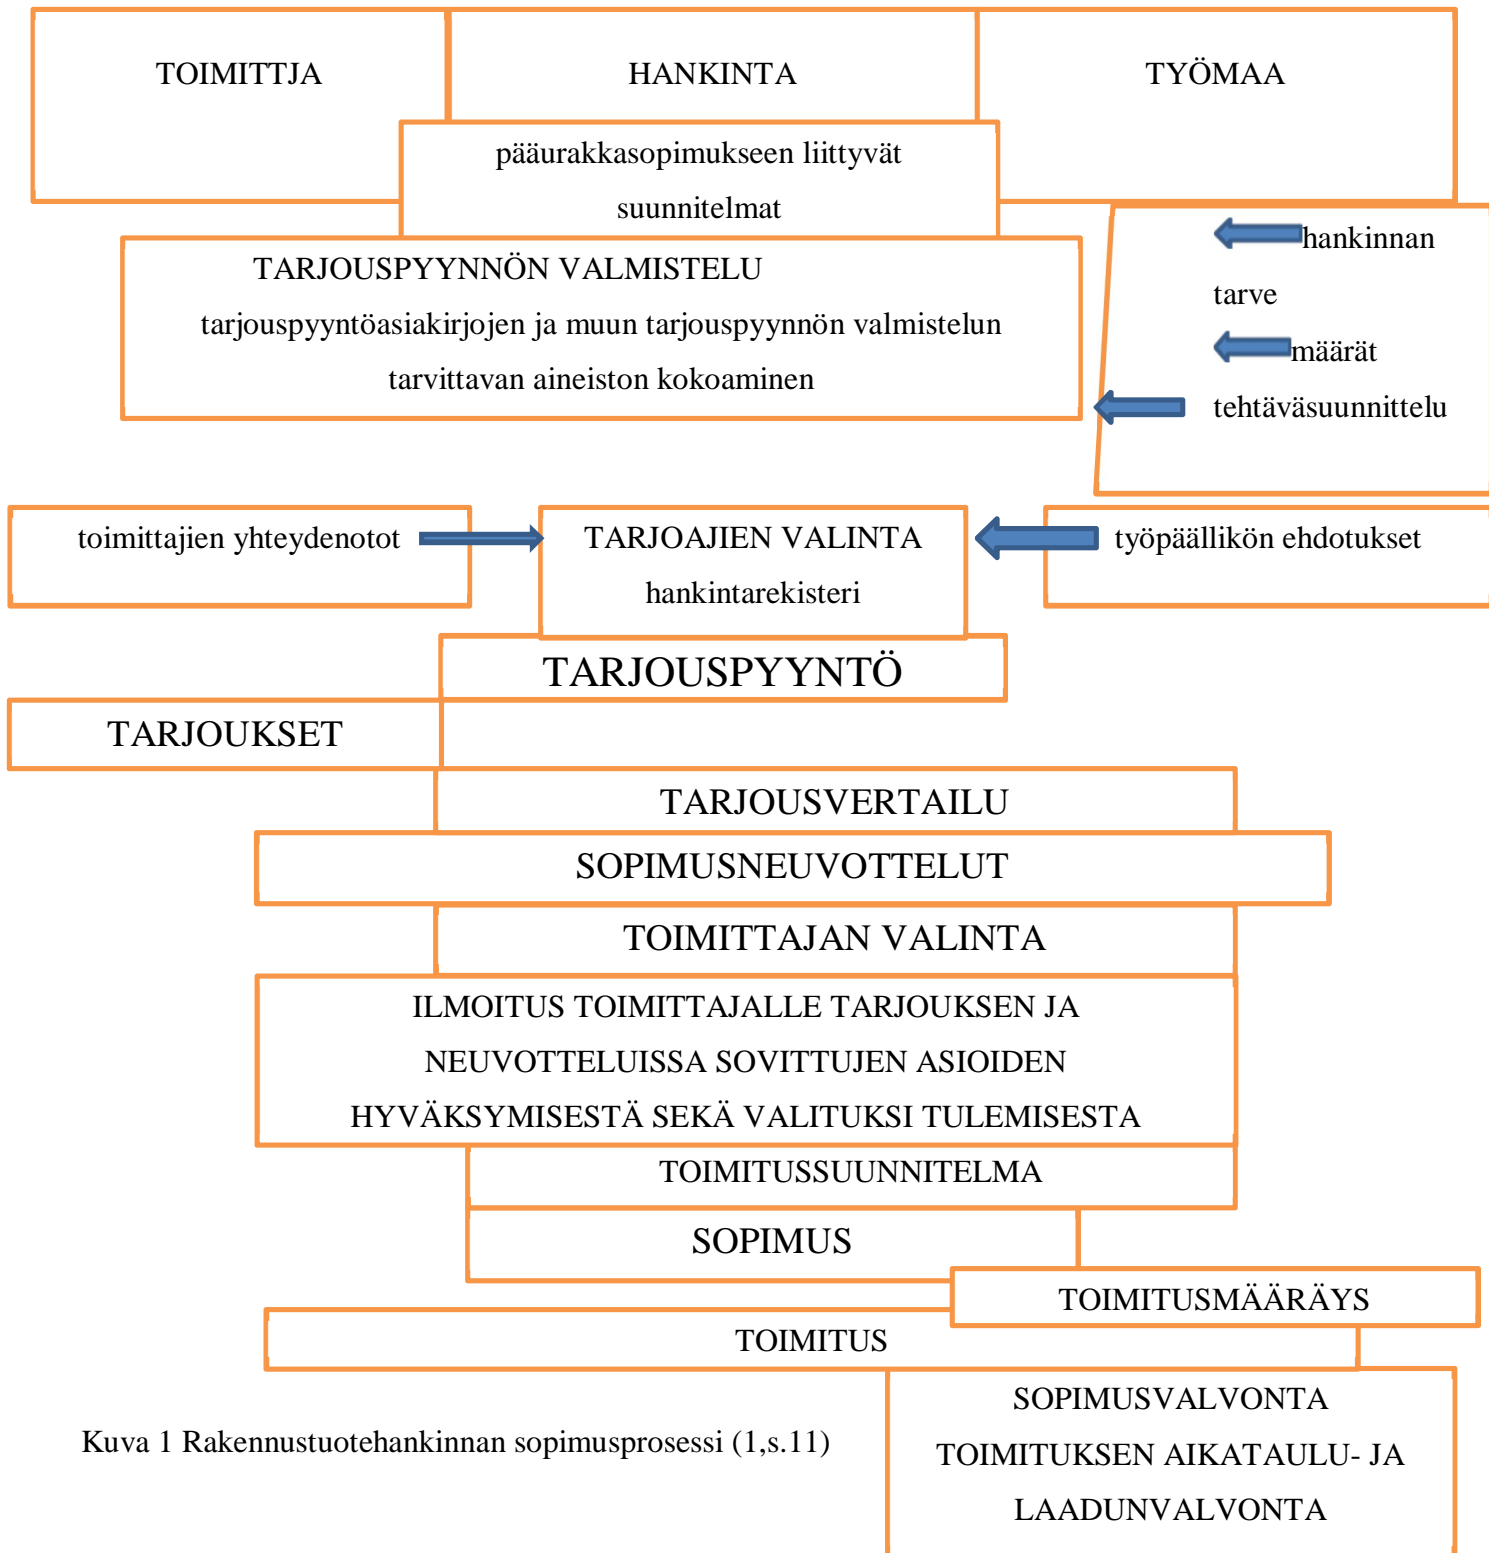 TOIMITTJA
HANKINTA
TYÖMAA
pääurakkasopimukseen liittyvät
suunnitelmat
TARJOUSPYYNNÖN VALMISTELU
tarjouspyyntöasiakirjojen ja muun tarjouspyynnön valmistelun
tarvittavan aineiston kokoaminen
hankinnan
tarve
määrät
tehtäväsuunnittelu
toimittajien yhteydenotot
TARJOAJIEN VALINTA
hankintarekisteri
työpäällikön ehdotukset
TARJOUSPYYNTÖ
TARJOUKSET
TARJOUSVERTAILU
SOPIMUSNEUVOTTELUT
TOIMITTAJAN VALINTA
ILMOITUS TOIMITTAJALLE TARJOUKSEN JA
NEUVOTTELUISSA SOVITTUJEN ASIOIDEN
HYVÄKSYMISESTÄ SEKÄ VALITUKSI TULEMISESTA
TOIMITUSSUUNNITELMA
SOPIMUS
TOIMITUSMÄÄRÄYS
TOIMITUS
SOPIMUSVALVONTA
TOIMITUKSEN AIKATAULU- JA
LAADUNVALVONTA
Kuva 1 Rakennustuotehankinnan sopimusprosessi (1,s.11)